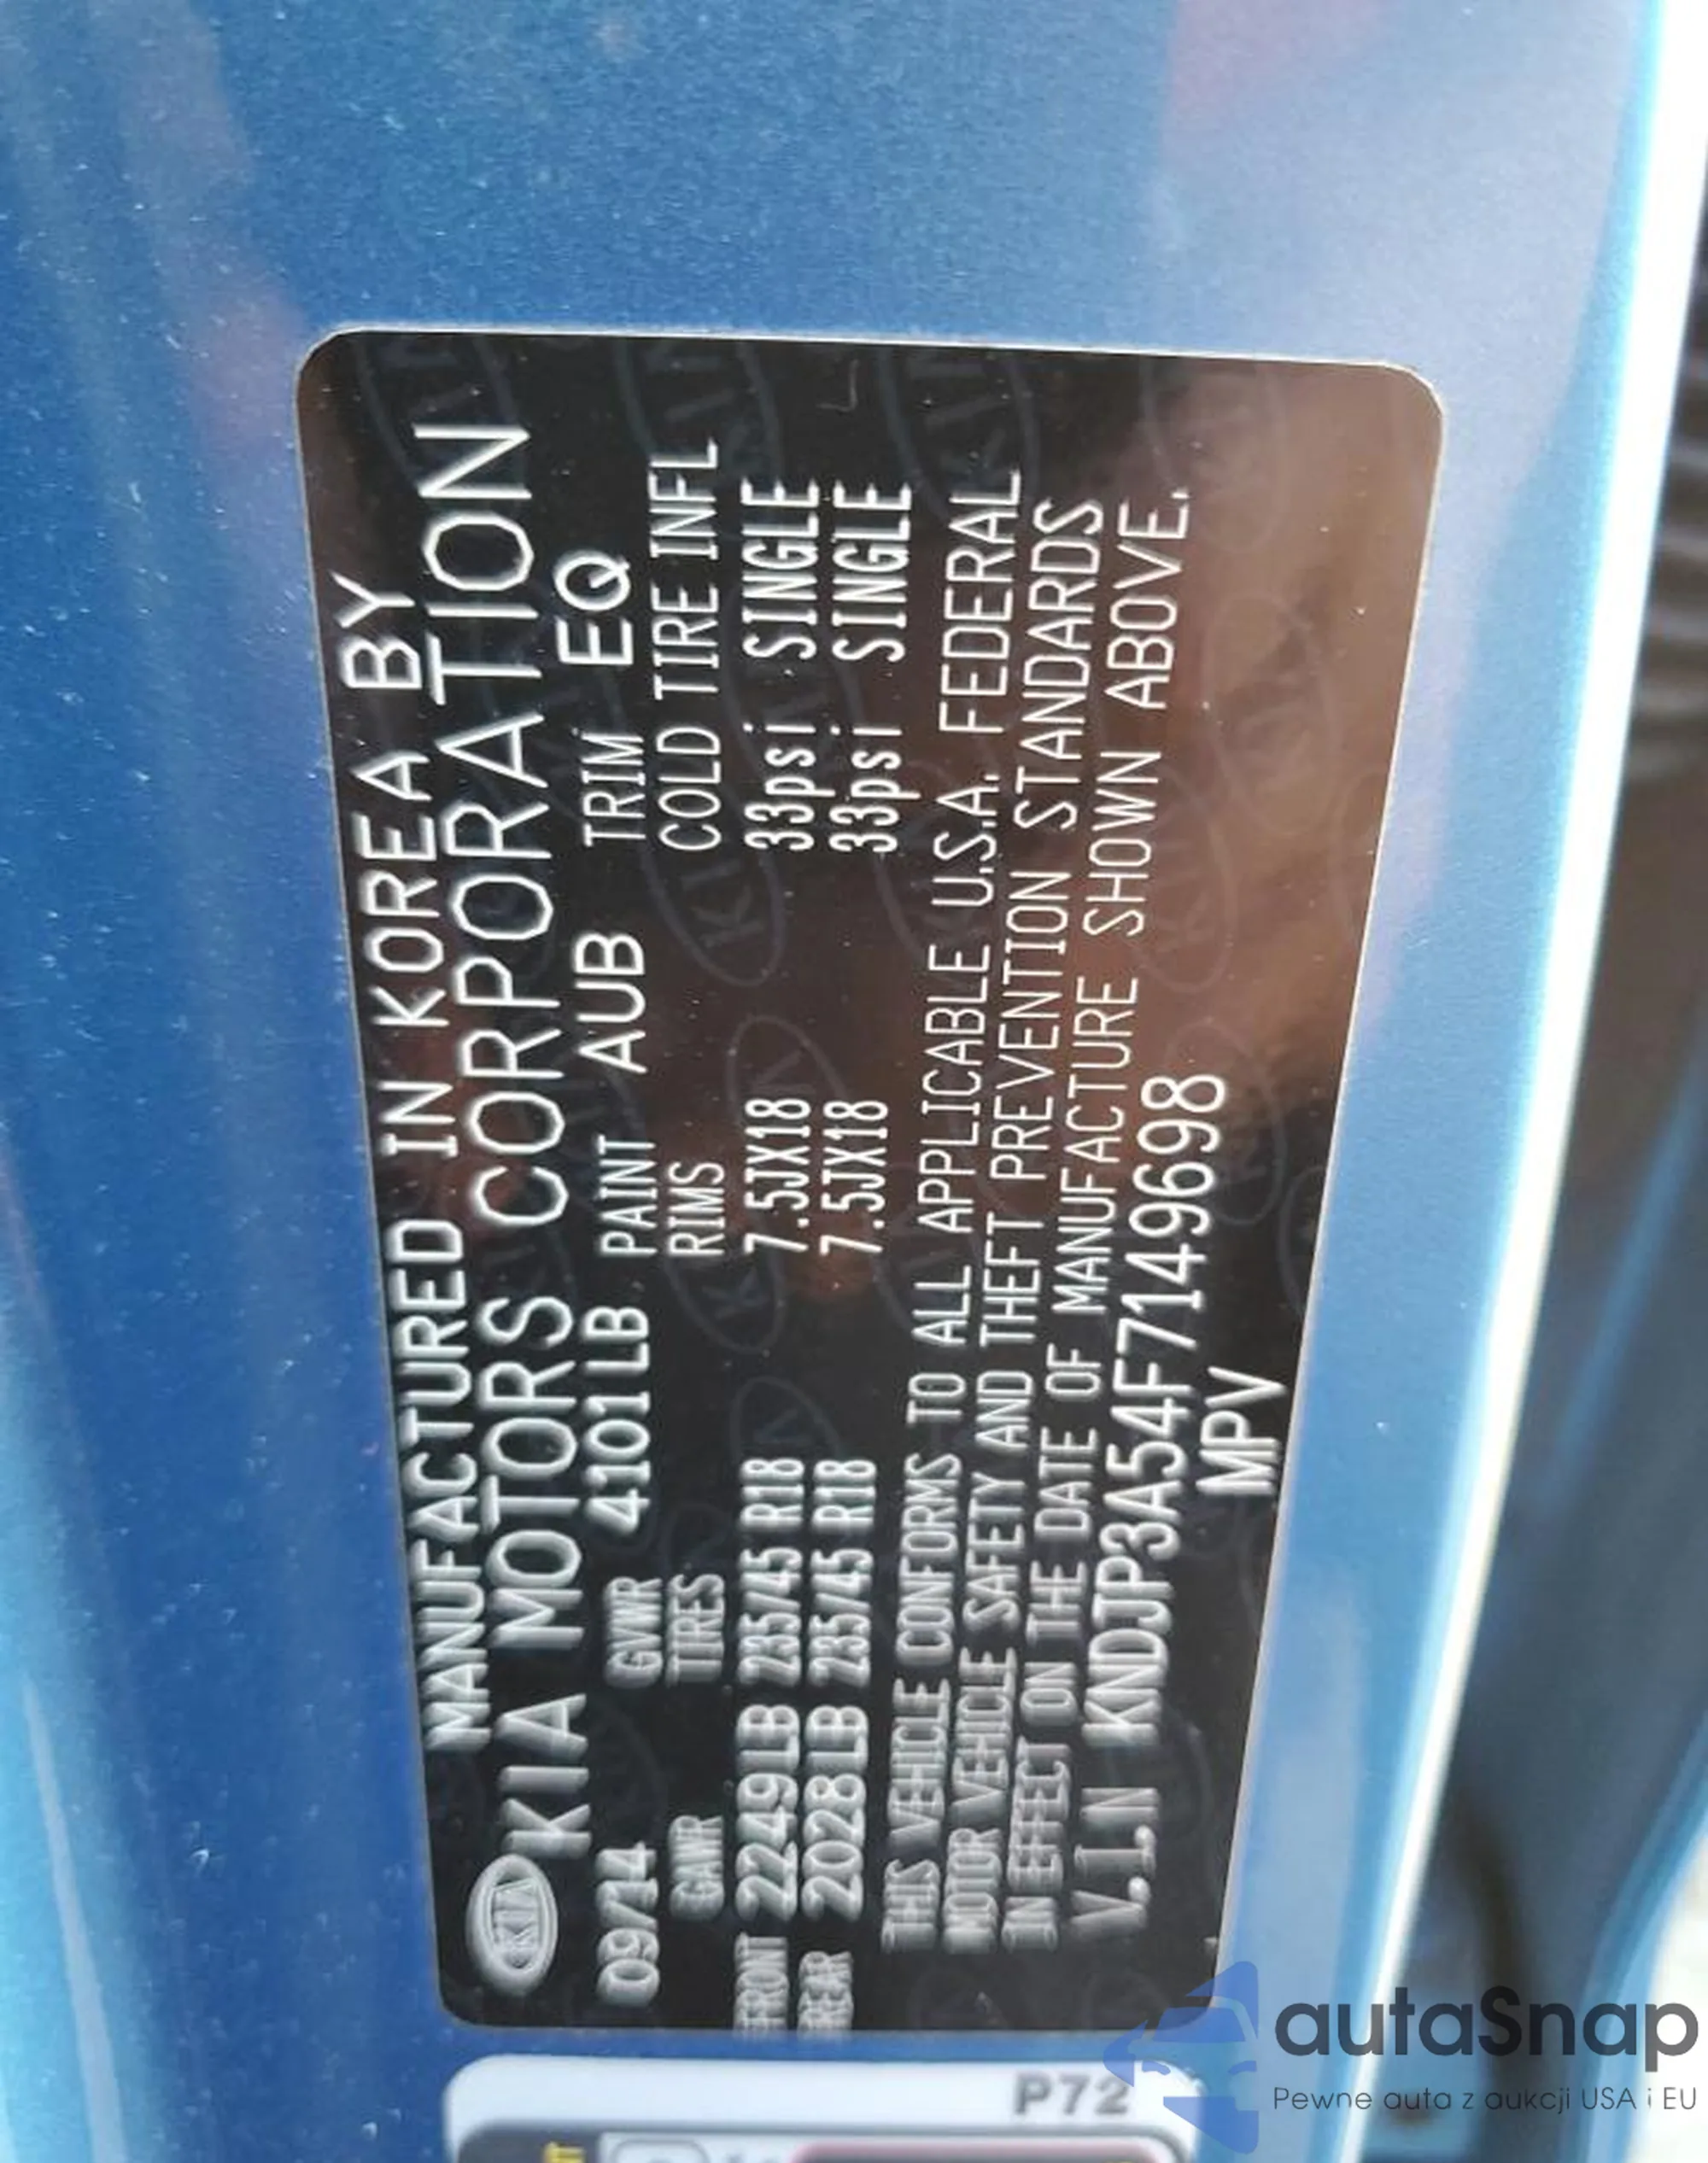 MANUFACTURED IN KOREA BY
KIA KIA MOTORS CORPORATION
09/14 GVWR 4101LB PAINT AUB TRIM EQ
GAWR TIRES RIMS COLD TIRE INFL
FRONT 2249LB 235/45 R18 7.5JX18 33psi SINGLE
REAR 2028LB 235/45 R18 7.5JX18 33psi SINGLE
THIS VEHICLE CONFORMS TO ALL APPLICABLE U.S.A. FEDERAL
MOTOR VEHICLE SAFETY AND THEFT PREVENTION STANDARDS
IN EFFECT ON THE DATE OF MANUFACTURE SHOWN ABOVE.
V.I.N KNDJP3A54F7149698
MPV
P72
autaSnap
Pewne auta z aukcji USA i EU